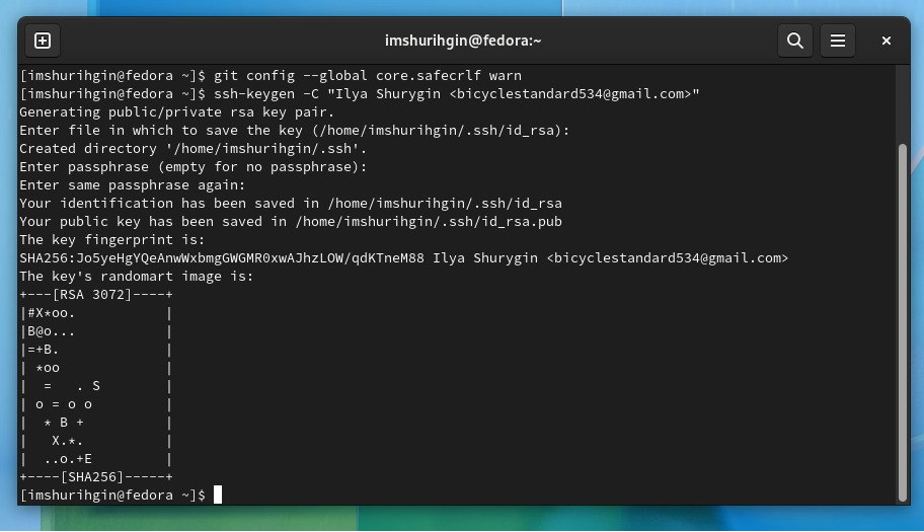 imshurihgin@fedora:~
[imshurihgin@fedora ~]$ git config --global core.safecrlf warn
[imshurihgin@fedora ~]$ ssh-keygen -C "Ilya Shurygin <bicyclestandard534@gmail.com>"
Generating public/private rsa key pair.
Enter file in which to save the key (/home/imshurihgin/.ssh/id_rsa):
Created directory '/home/imshurihgin/.ssh'.
Enter passphrase (empty for no passphrase):
Enter same passphrase again:
Your identification has been saved in /home/imshurihgin/.ssh/id_rsa
Your public key has been saved in /home/imshurihgin/.ssh/id_rsa.pub
The key fingerprint is:
SHA256:Jo5yeHgYQeAnwWxbmgGWGMR0xwAJhzLOW/qdKTneM88 Ilya Shurygin <bicyclestandard534@gmail.com>
The key's randomart image is:
+---[RSA 3072]----+
|#X*oo.           |
|B@o...           |
|=+B.             |
| *oo             |
|  =   . S        |
| o = o o         |
|  * B +          |
|   X.*.          |
|  ..o.+E         |
+----[SHA256]-----+
[imshurihgin@fedora ~]$